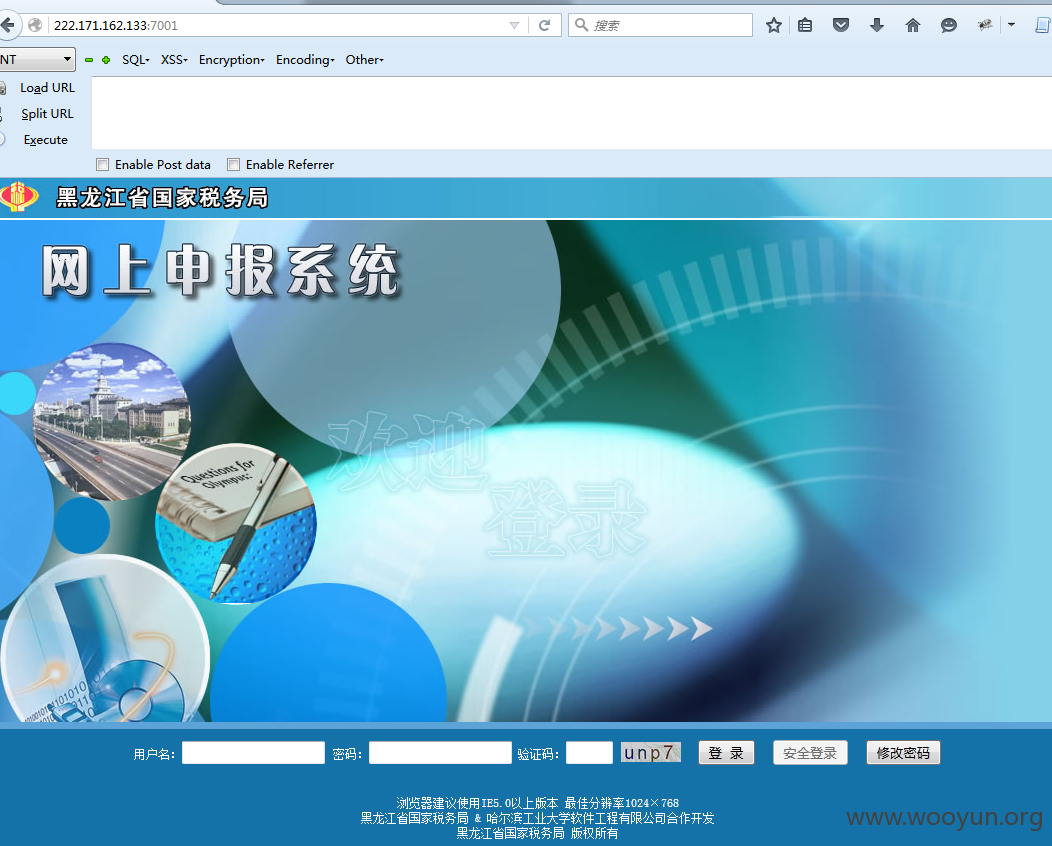 222.171.162.133:7001
搜索
NT
SQL- XSS- Encryption- Encoding- Other-
Load URL
Split URL
Execute
Enable Post data Enable Referrer
黑龙江省国家税务局
网上申报系统
Questions for
Olympus:
欢迎
登录
用户名: 密码: 验证码: unp7 登 录 安全登录 修改密码
浏览器建议使用IE5.0以上版本 最佳分辨率1024×768
黑龙江省国家税务局 & 哈尔滨工业大学软件工程有限公司合作开发
黑龙江省国家税务局 版权所有
www.wooyun.org